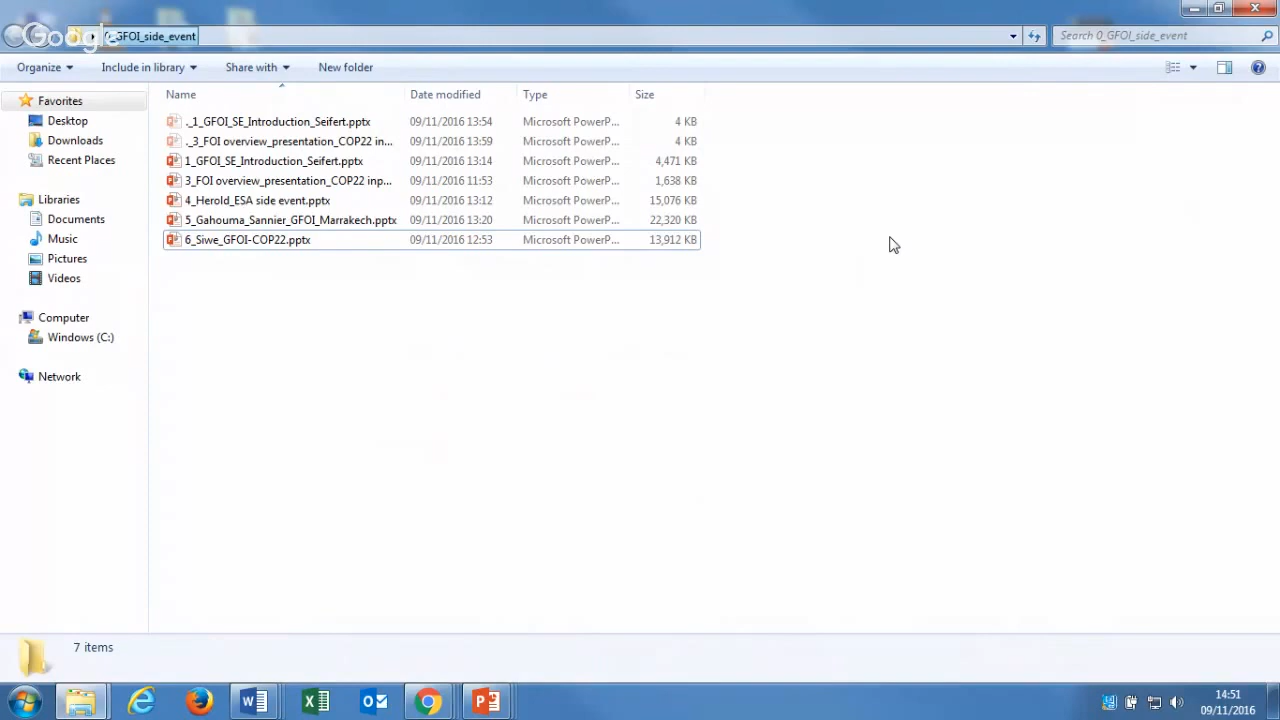 Google
0_GFOI_side_event
Search 0_GFOI_side_event
Organize
Include in library
Share with
New folder
Name
Date modified
Type
Size
Favorites
Desktop
Downloads
Recent Places
Libraries
Documents
Music
Pictures
Videos
Computer
Windows (C:)
Network
._1_GFOI_SE_Introduction_Seifert.pptx 09/11/2016 13:54 Microsoft PowerP... 4 KB
._3_FOI overview_presentation_COP22 in... 09/11/2016 13:59 Microsoft PowerP... 4 KB
1_GFOI_SE_Introduction_Seifert.pptx 09/11/2016 13:14 Microsoft PowerP... 4,471 KB
3_FOI overview_presentation_COP22 inp... 09/11/2016 11:53 Microsoft PowerP... 1,638 KB
4_Herold_ESA side event.pptx 09/11/2016 13:12 Microsoft PowerP... 15,076 KB
5_Gahouma_Sannier_GFOI_Marrakech.pptx 09/11/2016 13:20 Microsoft PowerP... 22,320 KB
6_Siwe_GFOI-COP22.pptx 09/11/2016 12:53 Microsoft PowerP... 13,912 KB
7 items
14:51
09/11/2016